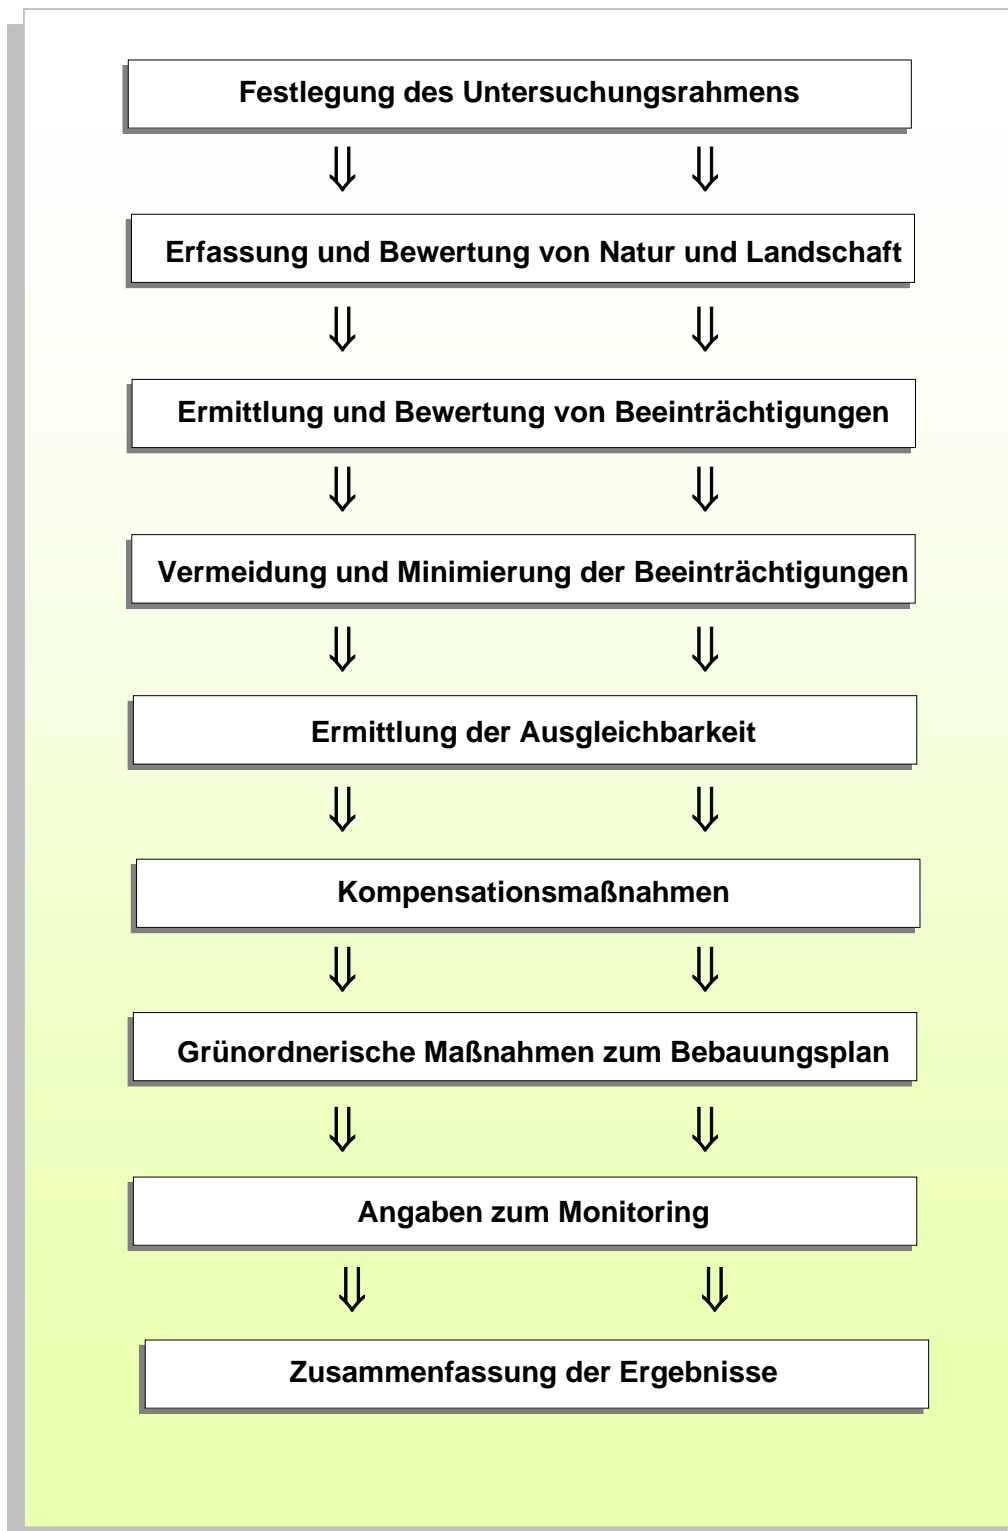 Festlegung des Untersuchungsrahmens
⇓ ⇓
Erfassung und Bewertung von Natur und Landschaft
⇓ ⇓
Ermittlung und Bewertung von Beeinträchtigungen
⇓ ⇓
Vermeidung und Minimierung der Beeinträchtigungen
⇓ ⇓
Ermittlung der Ausgleichbarkeit
⇓ ⇓
Kompensationsmaßnahmen
⇓ ⇓
Grünordnerische Maßnahmen zum Bebauungsplan
⇓ ⇓
Angaben zum Monitoring
⇓ ⇓
Zusammenfassung der Ergebnisse